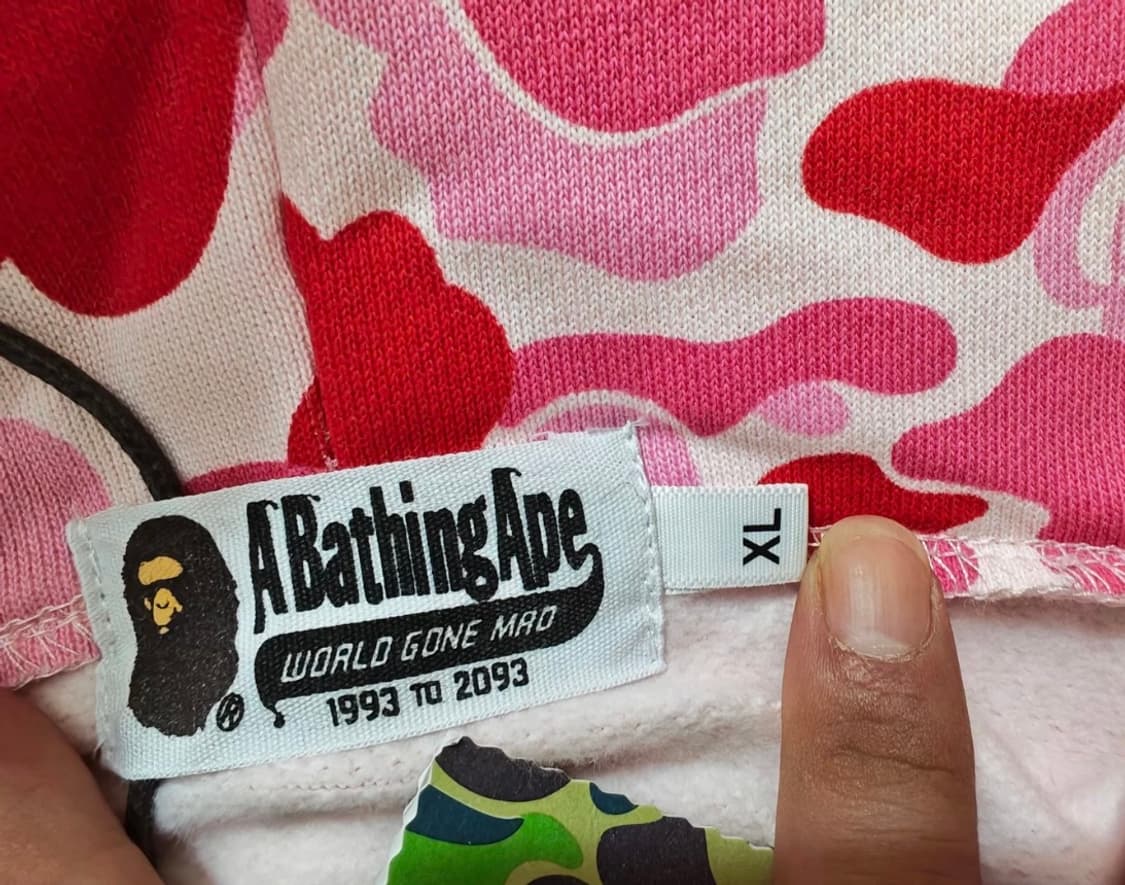 A Bathing Ape
WORLD GONE MAD
®
1993 TO 2093
XL